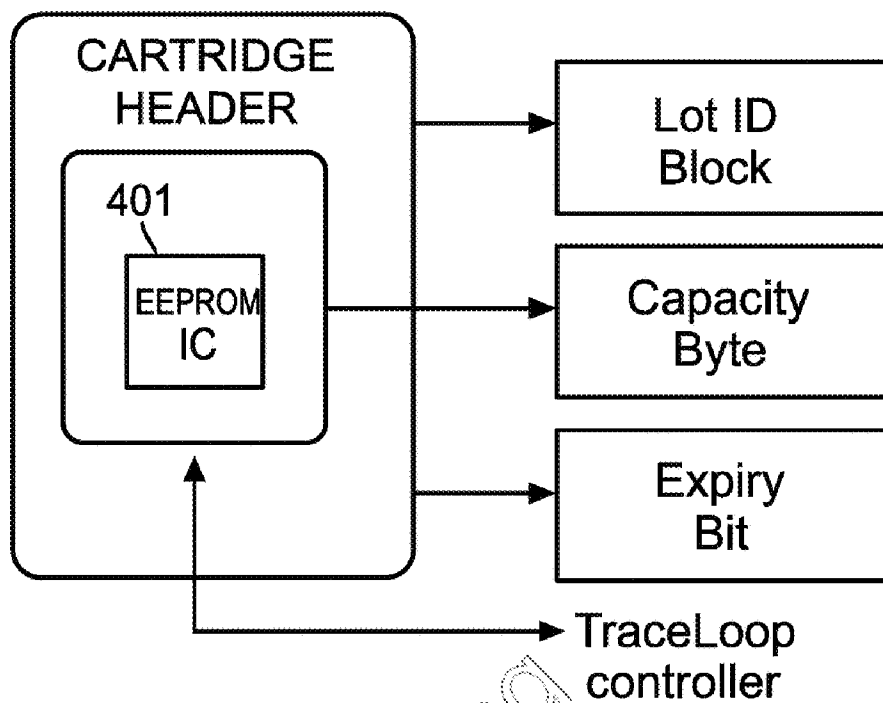 CARTRIDGE
HEADER
401
EEPROM
IC
Lot ID
Block
Capacity
Byte
Expiry
Bit
TraceLoop
controller